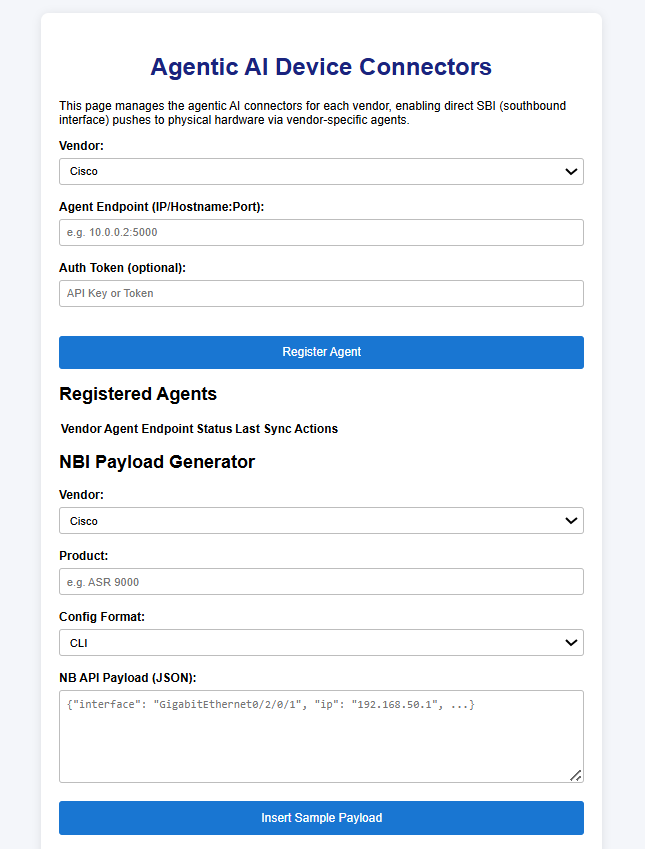 Agentic AI Device Connectors
This page manages the agentic AI connectors for each vendor, enabling direct SBI (southbound
interface) pushes to physical hardware via vendor-specific agents.
Vendor:
Cisco
Agent Endpoint (IP/Hostname:Port):
e.g. 10.0.0.2:5000
Auth Token (optional):
API Key or Token
Register Agent
Registered Agents
Vendor Agent Endpoint Status Last Sync Actions
NBI Payload Generator
Vendor:
Cisco
Product:
e.g. ASR 9000
Config Format:
CLI
NB API Payload (JSON):
{"interface": "GigabitEthernet0/2/0/1", "ip": "192.168.50.1", ...}
Insert Sample Payload